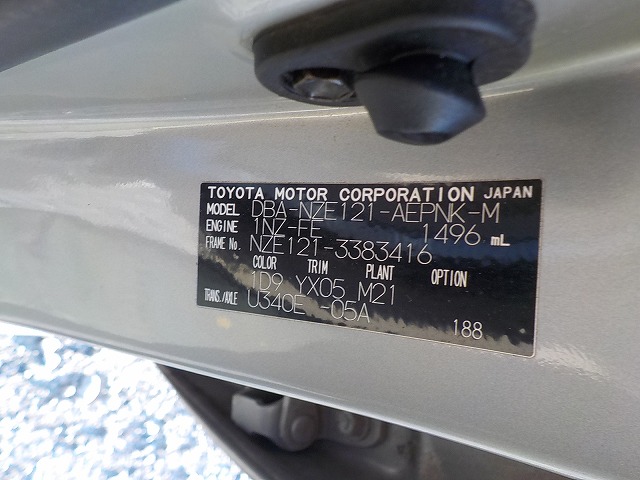 TOYOTA MOTOR CORPORATION JAPAN
MODEL DBA-NZE121-AEPNK-M
ENGINE 1NZ-FE 1496 mL
FRAME No. NZE121-3383416
COLOR TRIM PLANT OPTION
1D9 YX05 M21
TRANS./AXLE U340E -05A
188